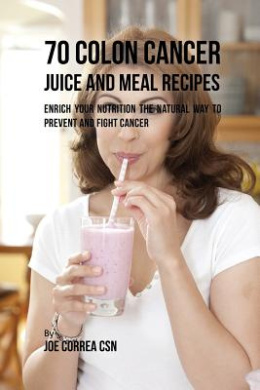 70 COLON CANCER
JUICE AND MEAL RECIPES
ENRICH YOUR NUTRITION THE NATURAL WAY TO
PREVENT AND FIGHT CANCER
By
JOE CORREA CSN